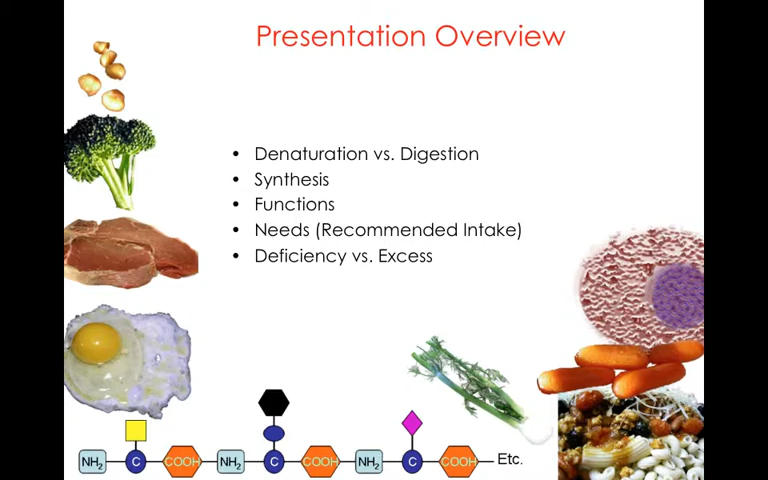 Presentation Overview
• Denaturation vs. Digestion
• Synthesis
• Functions
• Needs (Recommended Intake)
• Deficiency vs. Excess
NH₂ C COOH NH₂ C COOH NH₂ C COOH Etc.